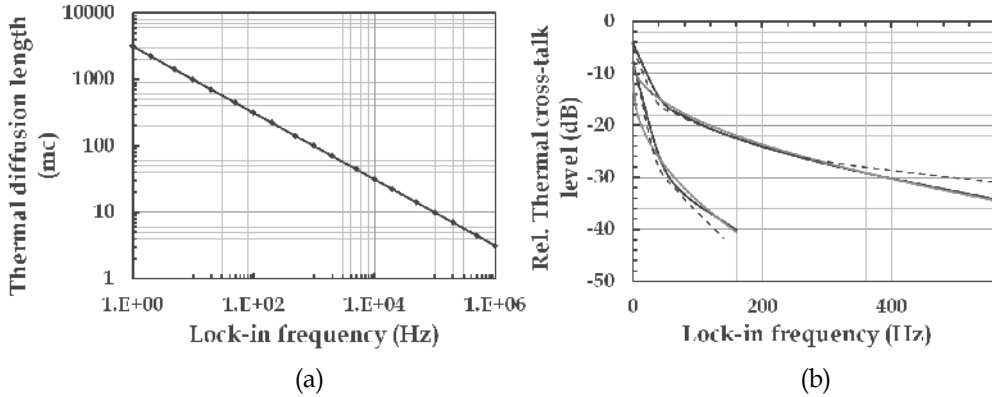 Thermal diffusion length
(mc)
10000
1000
100
10
1
1.E+00
1.E+02
1.E+04
1.E+06
Lock-in frequency (Hz)
(a)
Rel. Thermal cross-talk
level (dB)
0
-10
-20
-30
-40
-50
0
200
400
Lock-in frequency (Hz)
(b)